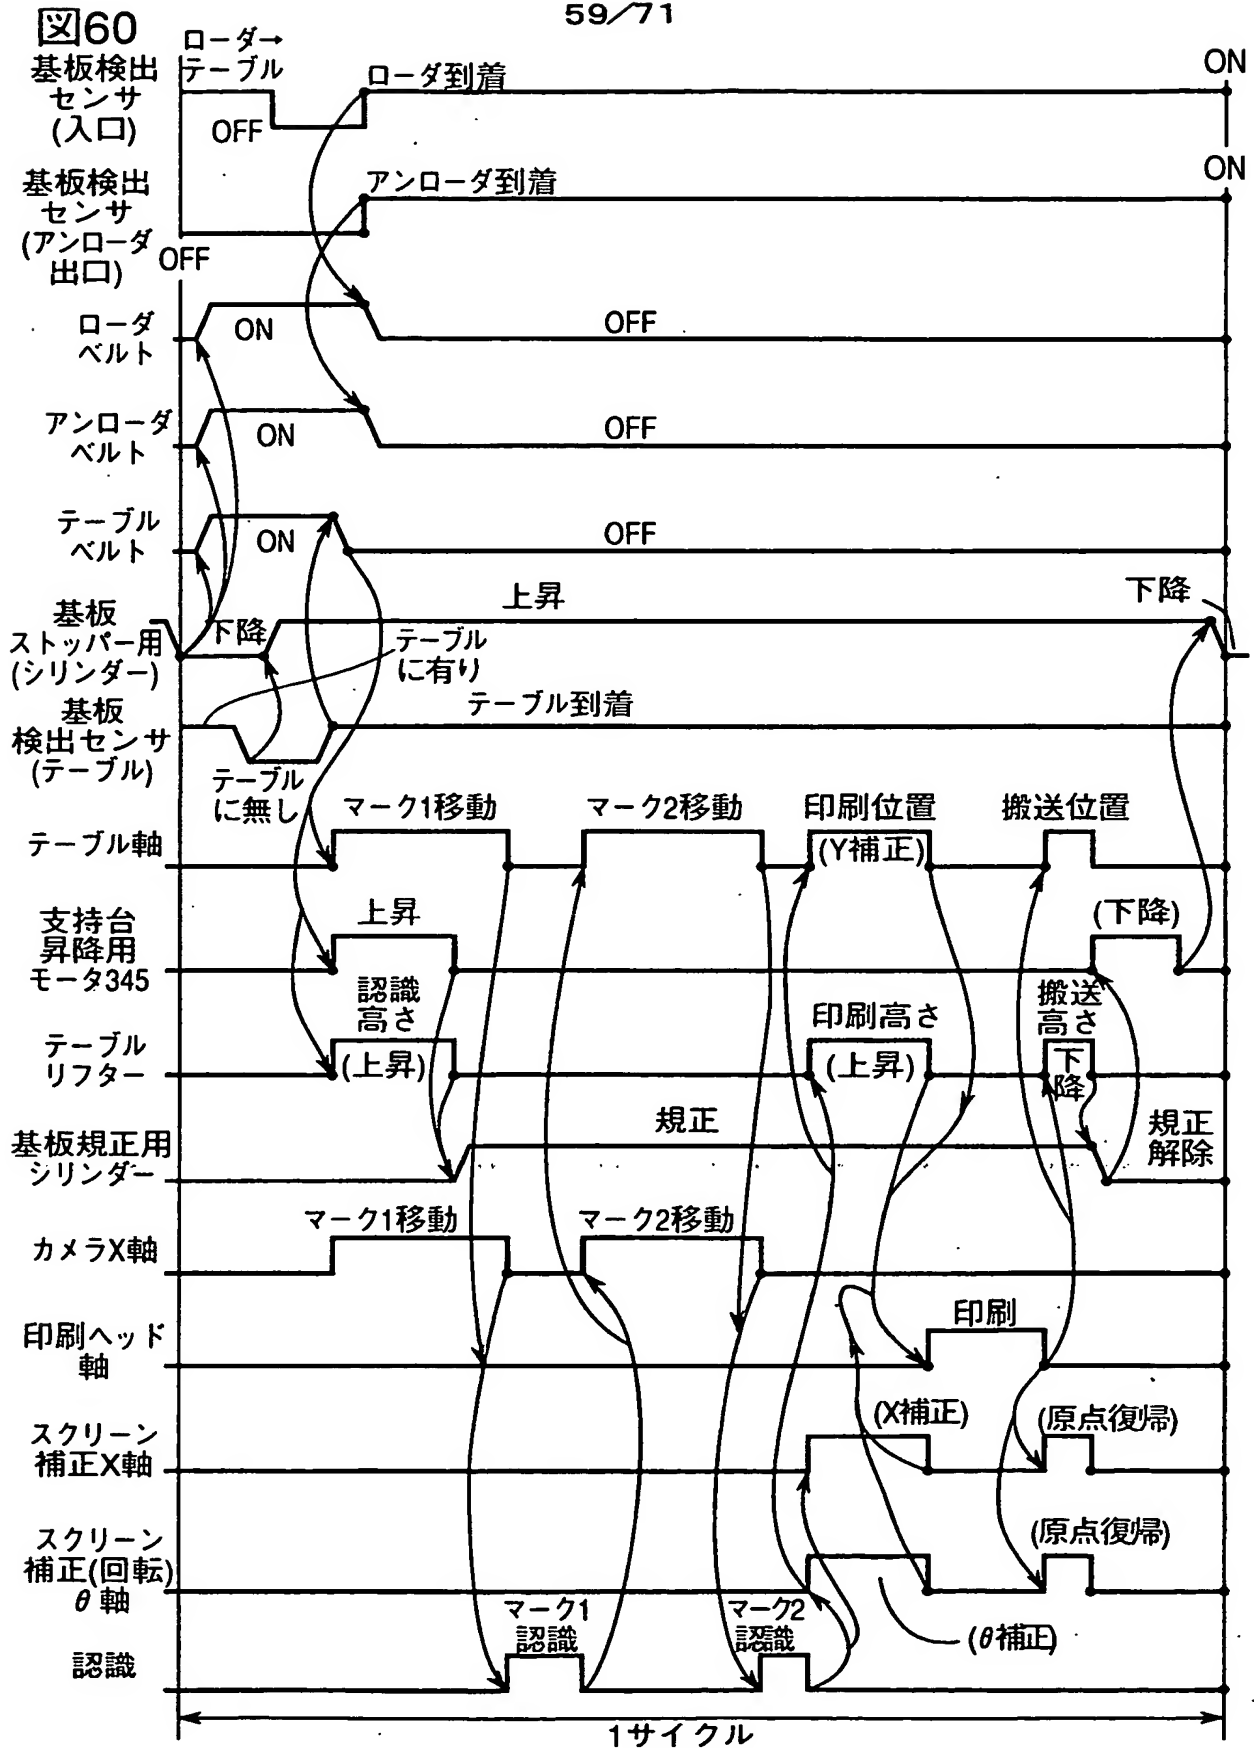 59/71
図60
ローダ→
テーブル
基板検出
センサ
(入口)
OFF
ローダ到着
ON
基板検出
センサ
(アンローダ
出口)
OFF
アンローダ到着
ON
ローダ
ベルト
ON
OFF
アンローダ
ベルト
ON
OFF
テーブル
ベルト
ON
OFF
基板
ストッパー用
(シリンダー)
下降
上昇
下降
テーブル
に有り
基板
検出センサ
(テーブル)
テーブル到着
テーブル
に無し
テーブル軸
マーク1移動
マーク2移動
印刷位置
(Y補正)
搬送位置
支持台
昇降用
モータ345
上昇
(下降)
テーブル
リフター
認識
高さ
(上昇)
印刷高さ
(上昇)
搬送
高さ
下
降
基板規正用
シリンダー
規正
規正
解除
カメラX軸
マーク1移動
マーク2移動
印刷ヘッド
軸
印刷
スクリーン
補正X軸
(X補正)
(原点復帰)
スクリーン
補正(回転)
θ軸
(原点復帰)
(θ補正)
認識
マーク1
認識
マーク2
認識
1サイクル